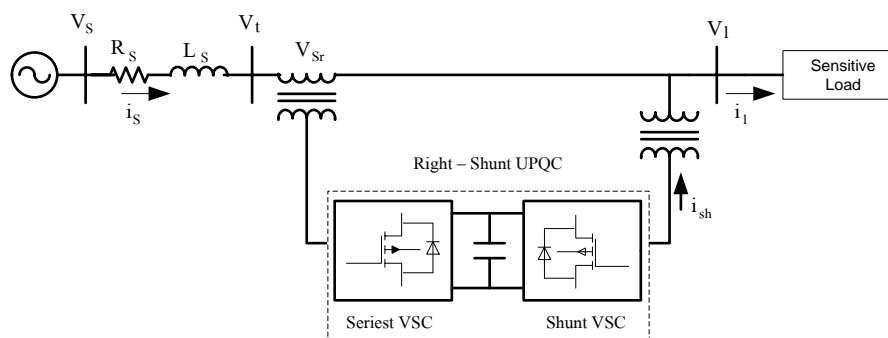 V_S
R_S
L_S
V_t
V_Sr
V_l
i_S
i_l
Sensitive
Load
Right – Shunt UPQC
i_sh
Seriest VSC
Shunt VSC